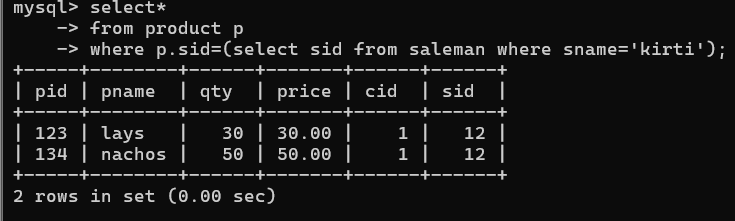 mysql> select*
    -> from product p
    -> where p.sid=(select sid from saleman where sname='kirti');
+-----+--------+------+-------+------+------+
| pid | pname  | qty  | price | cid  | sid  |
+-----+--------+------+-------+------+------+
| 123 | lays   |   30 | 30.00 |    1 |   12 |
| 134 | nachos |   50 | 50.00 |    1 |   12 |
+-----+--------+------+-------+------+------+
2 rows in set (0.00 sec)